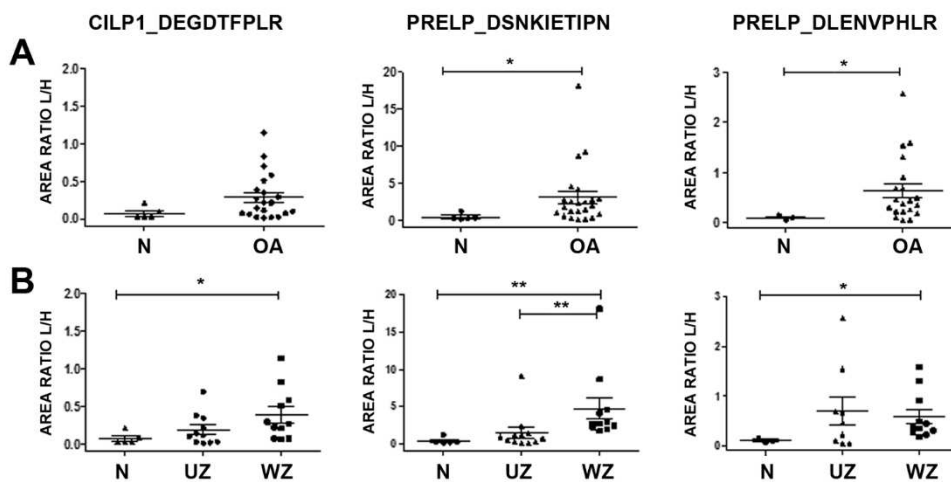 CILP1_DEGDTFPLR PRELP_DSNKIETIPN PRELP_DLENVPHLR
A
AREA RATIO L/H
2.0
1.5
1.0
0.5
0.0
N OA
AREA RATIO L/H
20
15
10
5
0
*
N OA
AREA RATIO L/H
3
2
1
0
*
N OA
B
AREA RATIO L/H
2.0
1.5
1.0
0.5
0.0
*
N UZ WZ
AREA RATIO L/H
20
15
10
5
0
**
**
N UZ WZ
AREA RATIO L/H
3
2
1
0
*
N UZ WZ